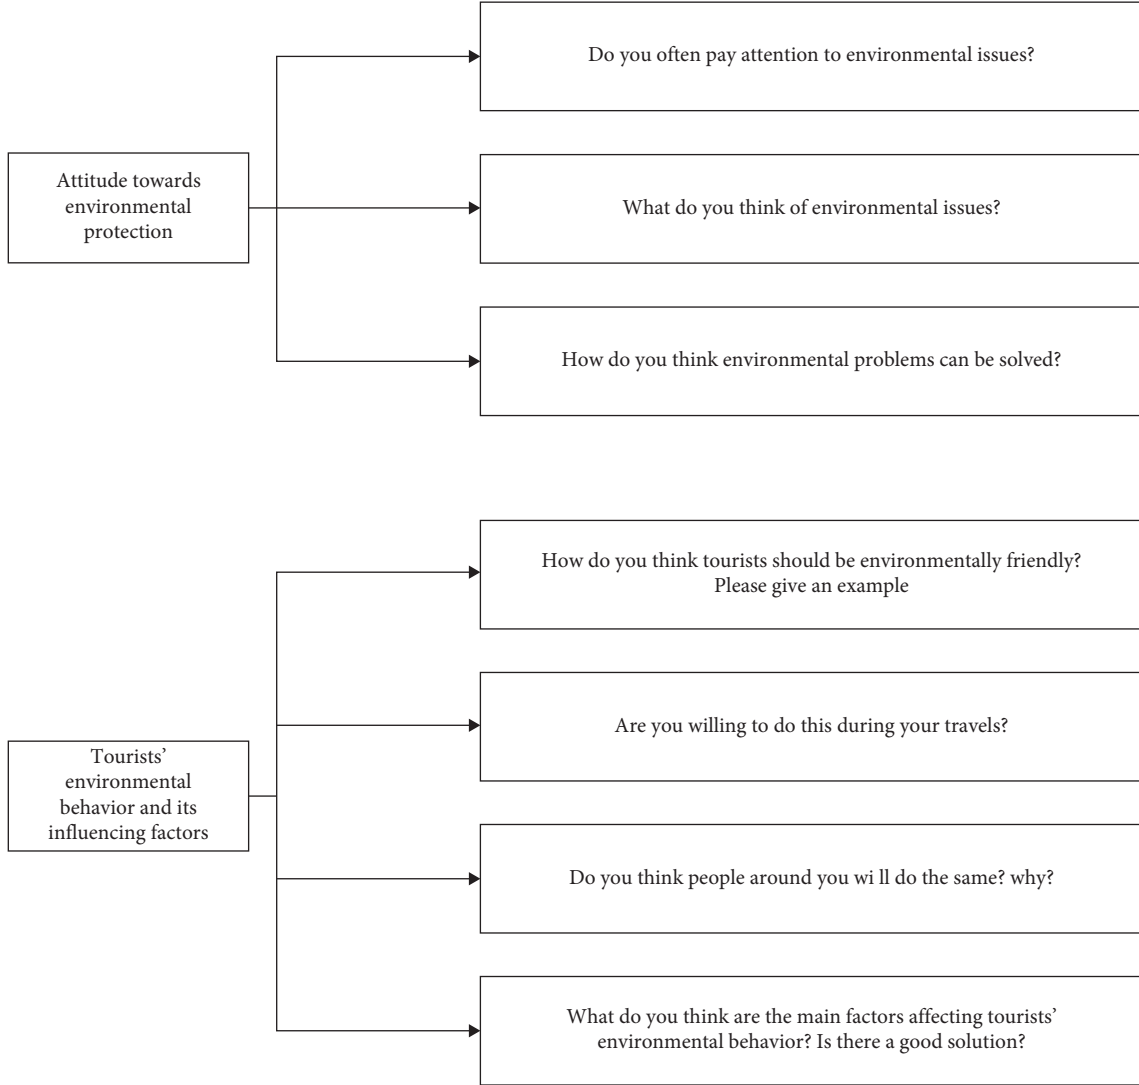 Do you often pay attention to environmental issues?
Attitude towards
environmental
protection
What do you think of environmental issues?
How do you think environmental problems can be solved?
How do you think tourists should be environmentally friendly?
Please give an example
Are you willing to do this during your travels?
Tourists’
environmental
behavior and its
influencing factors
Do you think people around you wi ll do the same? why?
What do you think are the main factors affecting tourists’
environmental behavior? Is there a good solution?